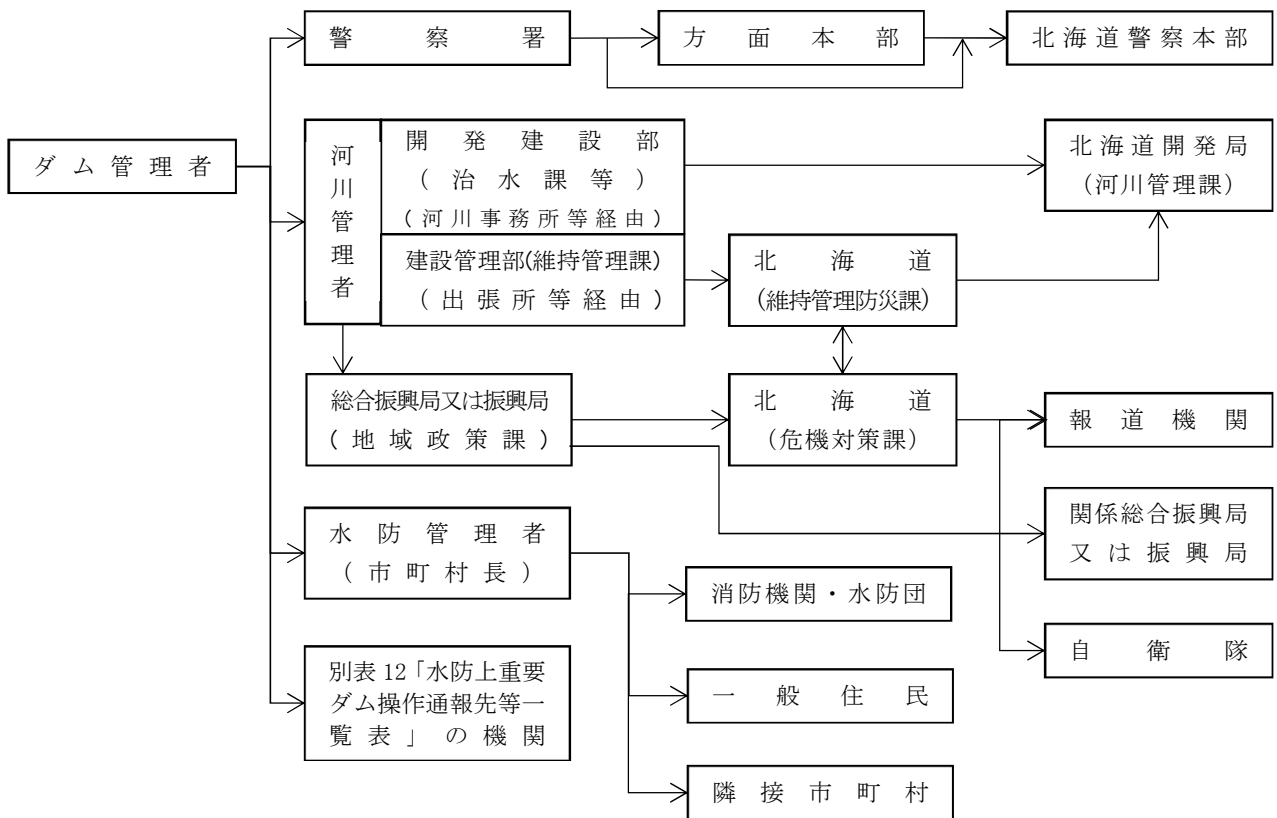 警察署
方面本部
北海道警察本部
ダム管理者
河川管理者
開発建設部
(治水課等)
(河川事務所等経由)
北海道開発局
(河川管理課)
建設管理部(維持管理課)
(出張所等経由)
北海道
(維持管理防災課)
総合振興局又は振興局
(地域政策課)
北海道
(危機対策課)
報道機関
関係総合振興局
又は振興局
水防管理者
(市町村長)
消防機関・水防団
自衛隊
別表12「水防上重要
ダム操作通報先等一
覧表」の機関
一般住民
隣接市町村